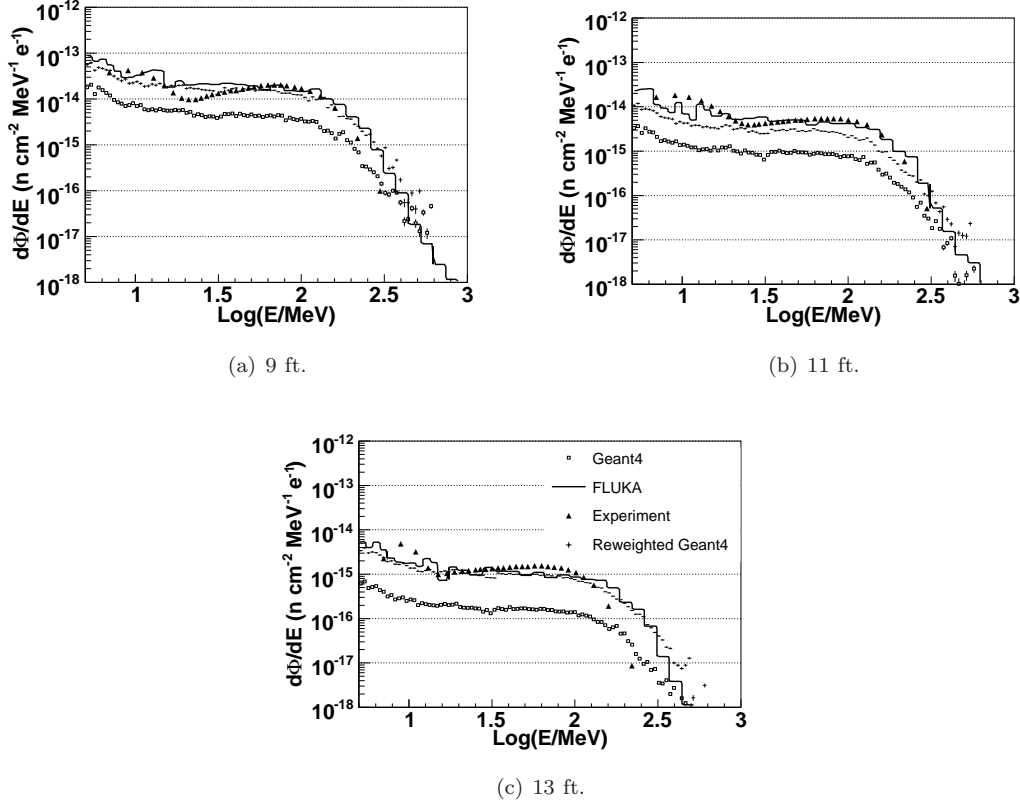 dΦ/dE (n cm⁻² MeV⁻¹ e⁻¹)
10⁻¹²
10⁻¹³
10⁻¹⁴
10⁻¹⁵
10⁻¹⁶
10⁻¹⁷
10⁻¹⁸
1 1.5 2 2.5 3
Log(E/MeV)
(a) 9 ft.
dΦ/dE (n cm⁻² MeV⁻¹ e⁻¹)
10⁻¹²
10⁻¹³
10⁻¹⁴
10⁻¹⁵
10⁻¹⁶
10⁻¹⁷
10⁻¹⁸
1 1.5 2 2.5 3
Log(E/MeV)
(b) 11 ft.
dΦ/dE (n cm⁻² MeV⁻¹ e⁻¹)
10⁻¹²
10⁻¹³
10⁻¹⁴
10⁻¹⁵
10⁻¹⁶
10⁻¹⁷
10⁻¹⁸
Geant4
FLUKA
Experiment
Reweighted Geant4
1 1.5 2 2.5 3
Log(E/MeV)
(c) 13 ft.